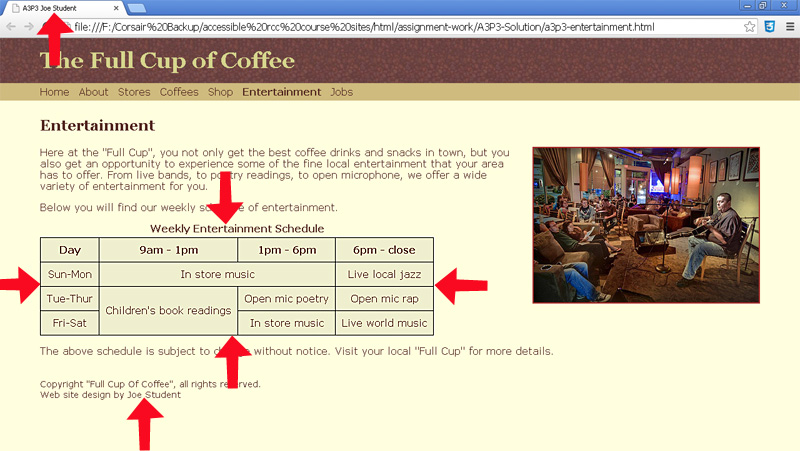 A3P3 Joe Student
file:///F:/Corsair%20Backup/accessible%20rcc%20course%20sites/html/assignment-work/A3P3-Solution/a3p3-entertainment.html
The Full Cup of Coffee
Home About Stores Coffees Shop Entertainment Jobs
Entertainment
Here at the "Full Cup", you not only get the best coffee drinks and snacks in town, but you
also get an opportunity to experience some of the fine local entertainment that your area
has to offer. From live bands, to poetry readings, to open microphone, we offer a wide
variety of entertainment for you.
Below you will find our weekly schedule of entertainment.
Weekly Entertainment Schedule
Day 9am - 1pm 1pm - 6pm 6pm - close
Sun-Mon In store music Live local jazz
Tue-Thur Children's book readings Open mic poetry Open mic rap
Fri-Sat In store music Live world music
The above schedule is subject to change without notice. Visit your local "Full Cup" for more details.
Copyright "Full Cup Of Coffee", all rights reserved.
Web site design by Joe Student